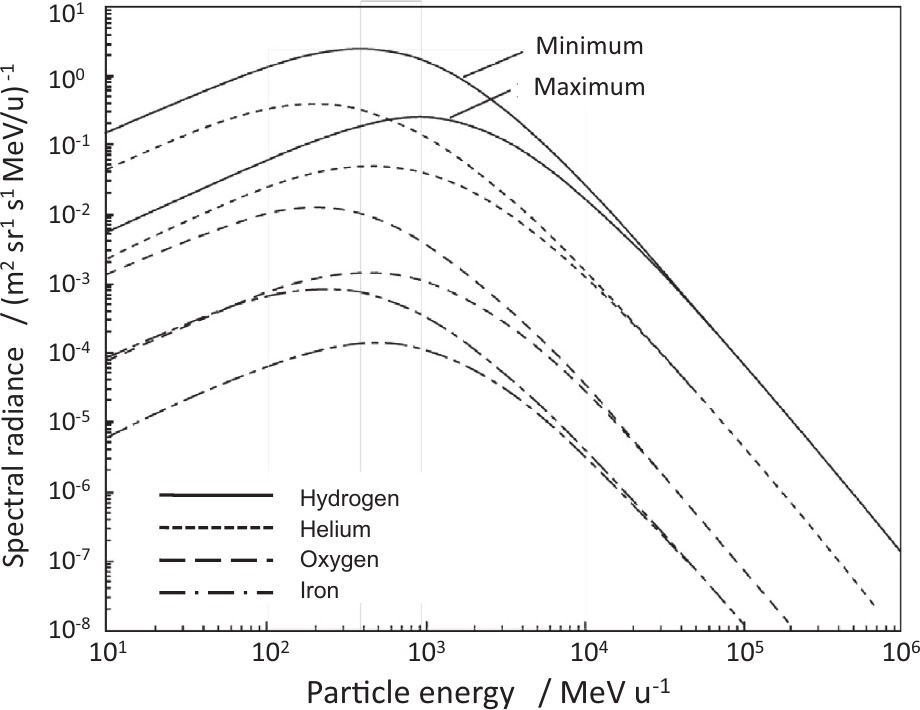 Spectral radiance / (m² sr¹ s¹ MeV/u)⁻¹
10¹
10⁰
10⁻¹
10⁻²
10⁻³
10⁻⁴
10⁻⁵
10⁻⁶
10⁻⁷
10⁻⁸
Minimum
Maximum
Hydrogen
Helium
Oxygen
Iron
10¹ 10² 10³ 10⁴ 10⁵ 10⁶
Particle energy / MeV u⁻¹